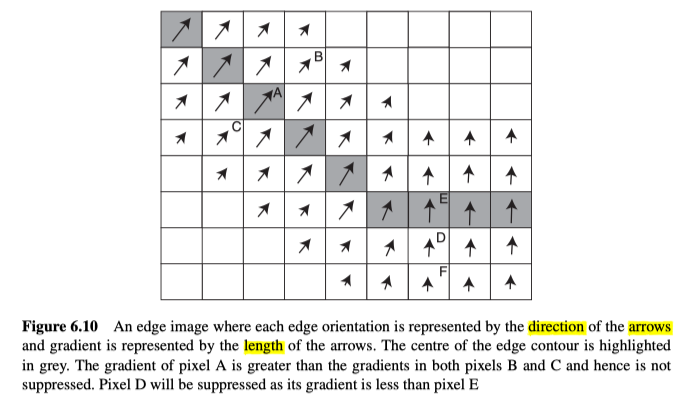 B
A
C
E
D
F
Figure 6.10 An edge image where each edge orientation is represented by the direction of the arrows
and gradient is represented by the length of the arrows. The centre of the edge contour is highlighted
in grey. The gradient of pixel A is greater than the gradients in both pixels B and C and hence is not
suppressed. Pixel D will be suppressed as its gradient is less than pixel E